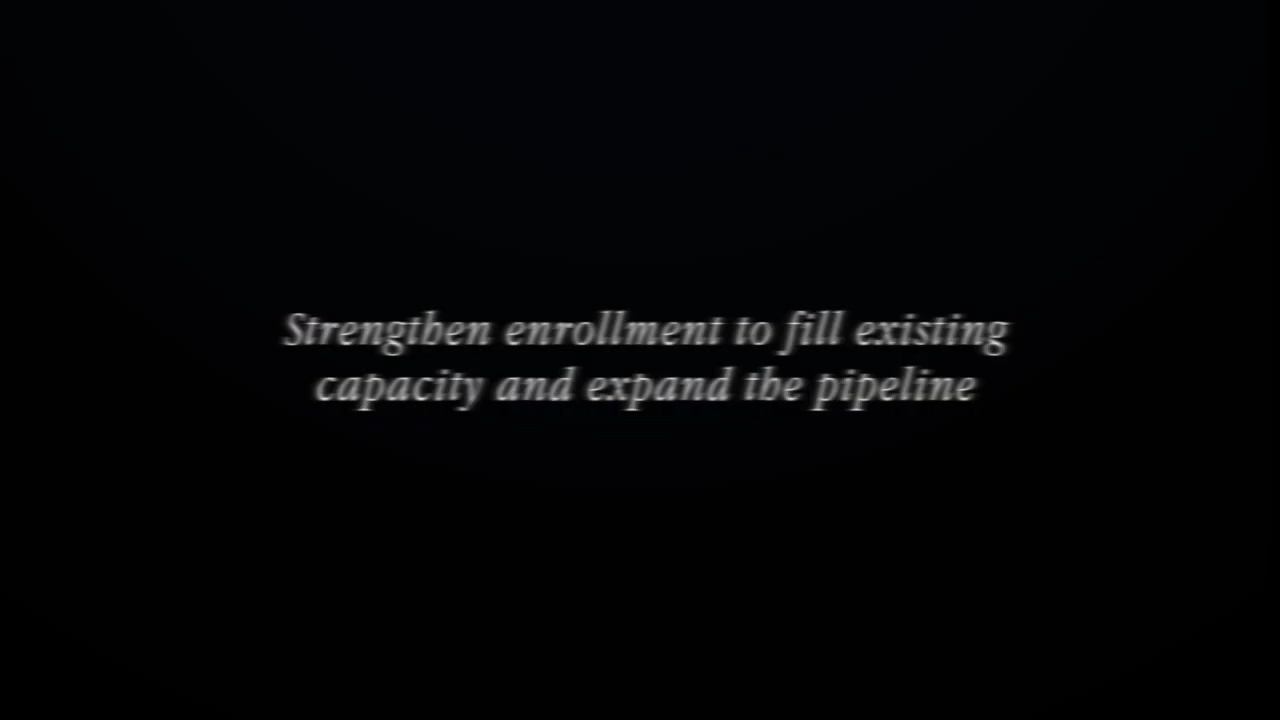 Strengthen enrollment to fill existing
capacity and expand the pipeline